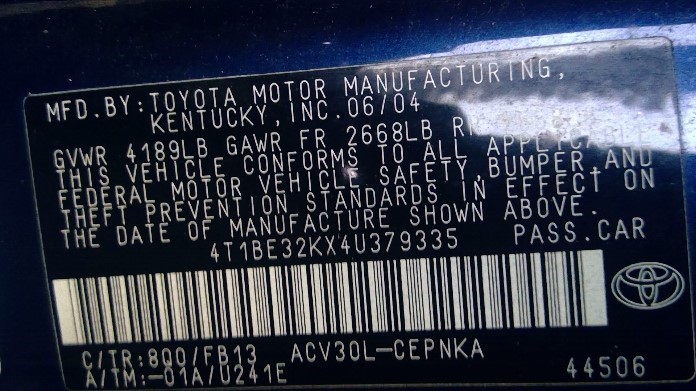 MFD.BY:TOYOTA MOTOR MANUFACTURING,
KENTUCKY,INC.06/04
GVWR 4189LB GAWR FR 2668LB
THIS VEHICLE CONFORMS TO ALL APPLICABLE
FEDERAL MOTOR VEHICLE SAFETY,BUMPER,AND
THEFT PREVENTION STANDARDS IN EFFECT ON
THE DATE OF MANUFACTURE SHOWN ABOVE.
4T1BE32KX4U379335 PASS.CAR
C/TR:8Q0/FB13 ACV30L-CEPNKA
A/TM:-01A/U241E 44506